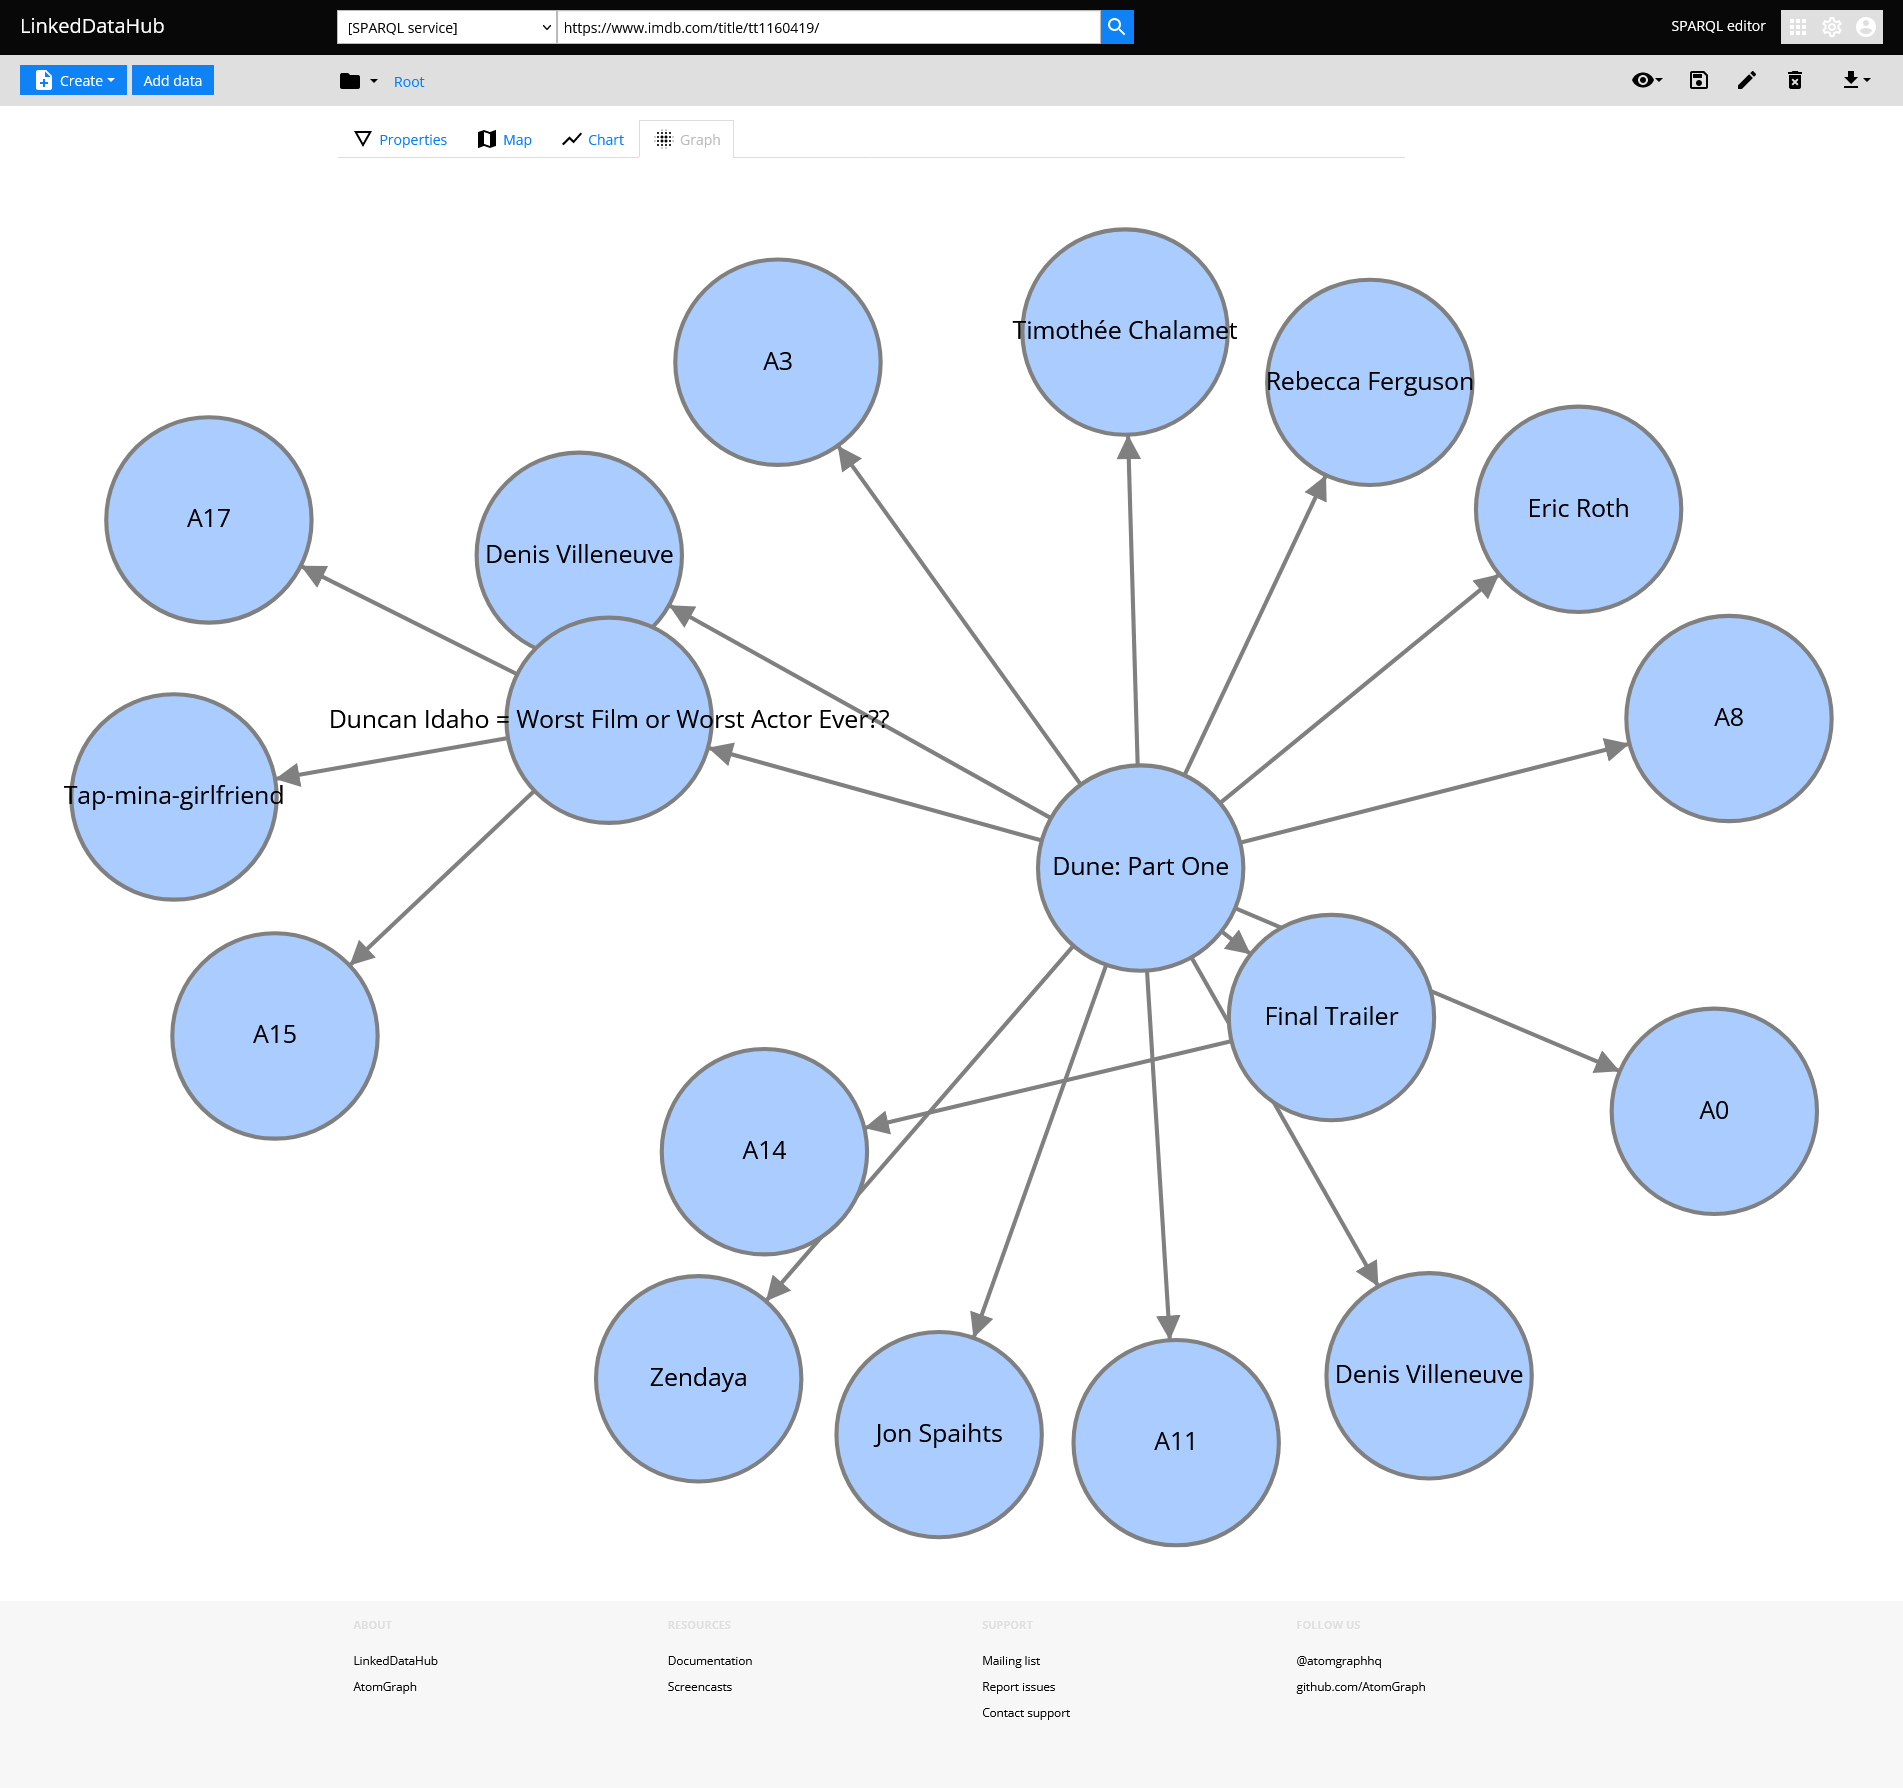 LinkedDataHub
[SPARQL service]
https://www.imdb.com/title/tt1160419/
SPARQL editor
Create
Add data
Root
Properties
Map
Chart
Graph
Timothée Chalamet
A3
Rebecca Ferguson
Eric Roth
A17
Denis Villeneuve
A8
Duncan Idaho = Worst Film or Worst Actor Ever??
Tap-mina-girlfriend
Dune: Part One
Final Trailer
A15
A0
A14
Denis Villeneuve
Zendaya
Jon Spaihts
A11
ABOUT
LinkedDataHub
AtomGraph
RESOURCES
Documentation
Screencasts
SUPPORT
Mailing list
Report issues
Contact support
FOLLOW US
@atomgraphhq
github.com/AtomGraph